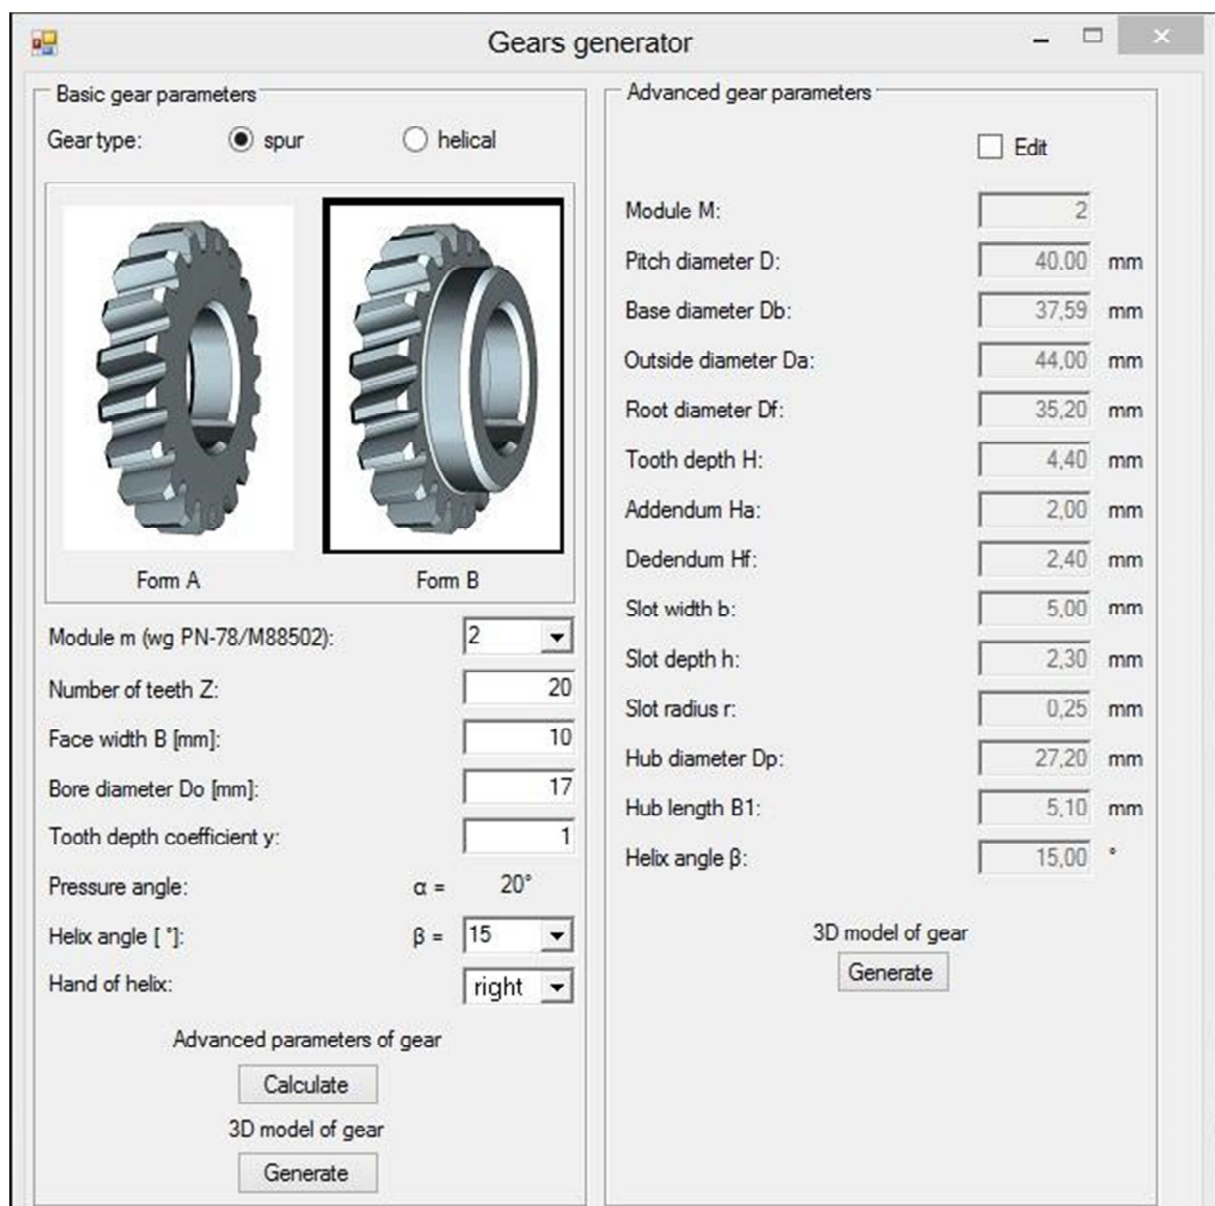 Gears generator
Basic gear parameters
Gear type: spur helical
Form A Form B
Module m (wg PN-78/M88502): 2
Number of teeth Z: 20
Face width B [mm]: 10
Bore diameter Do [mm]: 17
Tooth depth coefficient y: 1
Pressure angle: α = 20°
Helix angle [ °]: β = 15
Hand of helix: right
Advanced parameters of gear
Calculate
3D model of gear
Generate
Advanced gear parameters
Edit
Module M: 2
Pitch diameter D: 40.00 mm
Base diameter Db: 37,59 mm
Outside diameter Da: 44,00 mm
Root diameter Df: 35,20 mm
Tooth depth H: 4,40 mm
Addendum Ha: 2,00 mm
Dedendum Hf: 2,40 mm
Slot width b: 5,00 mm
Slot depth h: 2,30 mm
Slot radius r: 0,25 mm
Hub diameter Dp: 27,20 mm
Hub length B1: 5,10 mm
Helix angle β: 15,00 °
3D model of gear
Generate